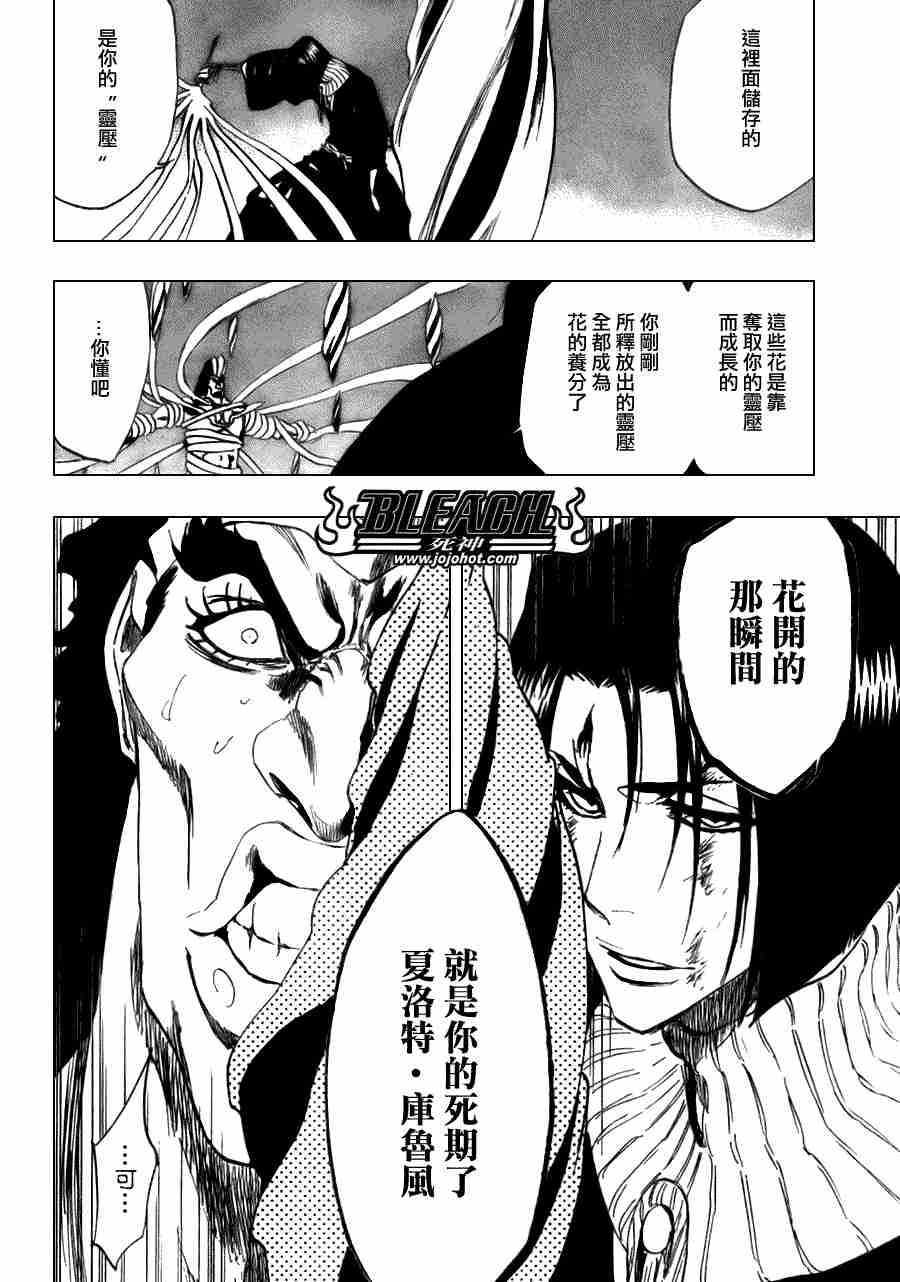 這裡面儲存的
是你的〝靈壓〞
這些花是靠
奪取你的靈壓
而成長的
你剛剛
所釋放出的靈壓
全都成為
花的養分了
…你懂吧
BLEACH
死神
www.jojohot.com
花開的
那瞬間
就是你的死期了
夏洛特·庫魯風
…可…